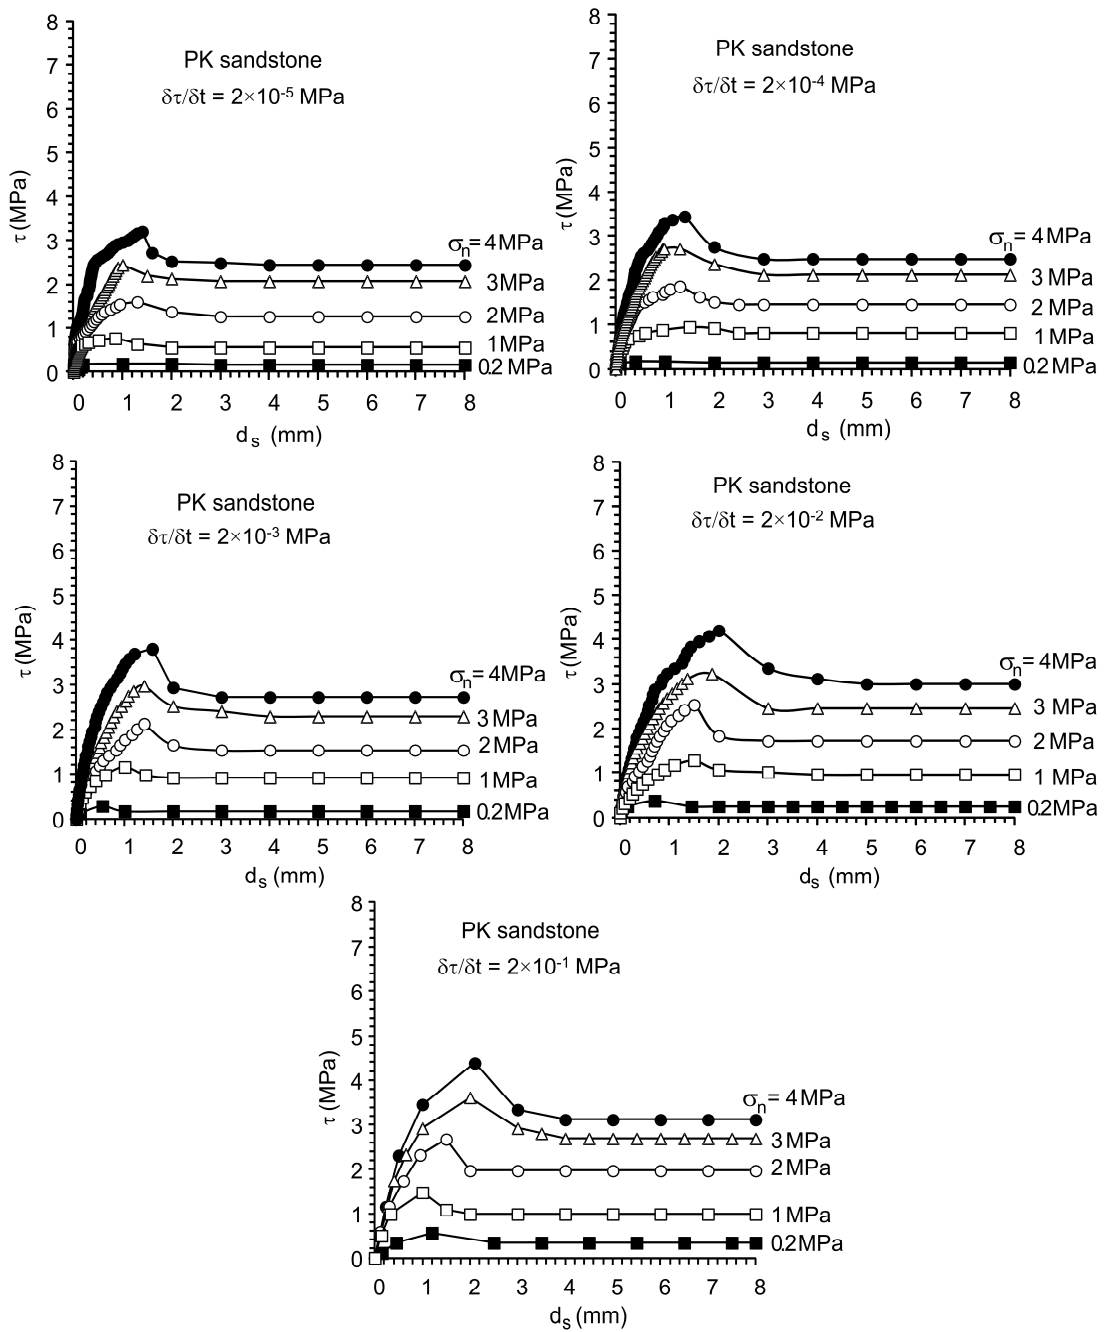 8
7
6
5
4
3
2
1
0
τ (MPa)
PK sandstone
δτ/δt = 2×10-5 MPa
σn= 4MPa
3MPa
2MPa
1MPa
0.2MPa
0 1 2 3 4 5 6 7 8
ds (mm)
8
7
6
5
4
3
2
1
0
τ (MPa)
PK sandstone
δτ/δt = 2×10-4 MPa
σn= 4MPa
3 MPa
2 MPa
1 MPa
0.2 MPa
0 1 2 3 4 5 6 7 8
ds (mm)
8
7
6
5
4
3
2
1
0
τ (MPa)
PK sandstone
δτ/δt = 2×10-3 MPa
σn= 4MPa
3 MPa
2 MPa
1 MPa
0.2MPa
0 1 2 3 4 5 6 7 8
ds (mm)
8
7
6
5
4
3
2
1
0
τ (MPa)
PK sandstone
δτ/δt = 2×10-2 MPa
σn= 4MPa
3 MPa
2 MPa
1 MPa
0.2MPa
0 1 2 3 4 5 6 7 8
ds (mm)
8
7
6
5
4
3
2
1
0
τ (MPa)
PK sandstone
δτ/δt = 2×10-1 MPa
σn= 4MPa
3 MPa
2 MPa
1 MPa
0.2MPa
0 1 2 3 4 5 6 7 8
ds (mm)